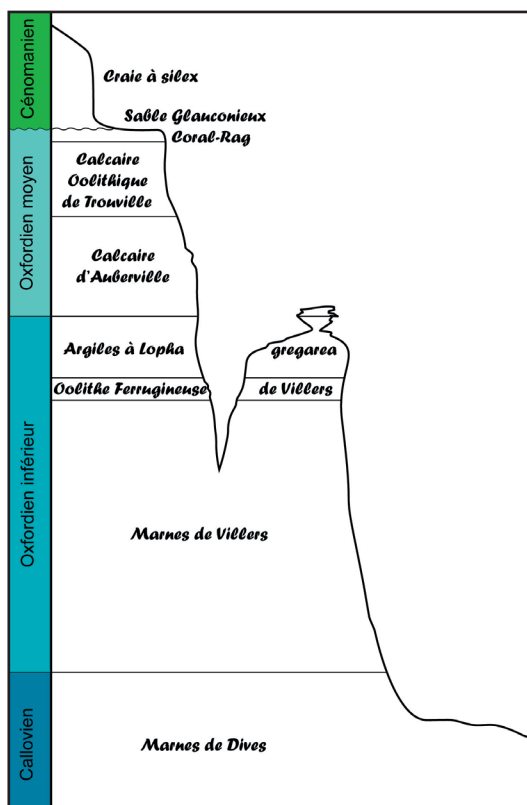 Cénomanien
Craie à silex
Sable Glauconieux
Coral-Rag
Oxfordien moyen
Calcaire
Oolithique
de Trouville
Calcaire
d'Auberville
Oxfordien inférieur
Argiles à Lopha gregarea
Oolithe Ferrugineuse de Villers
Marnes de Villers
Callovien
Marnes de Dives